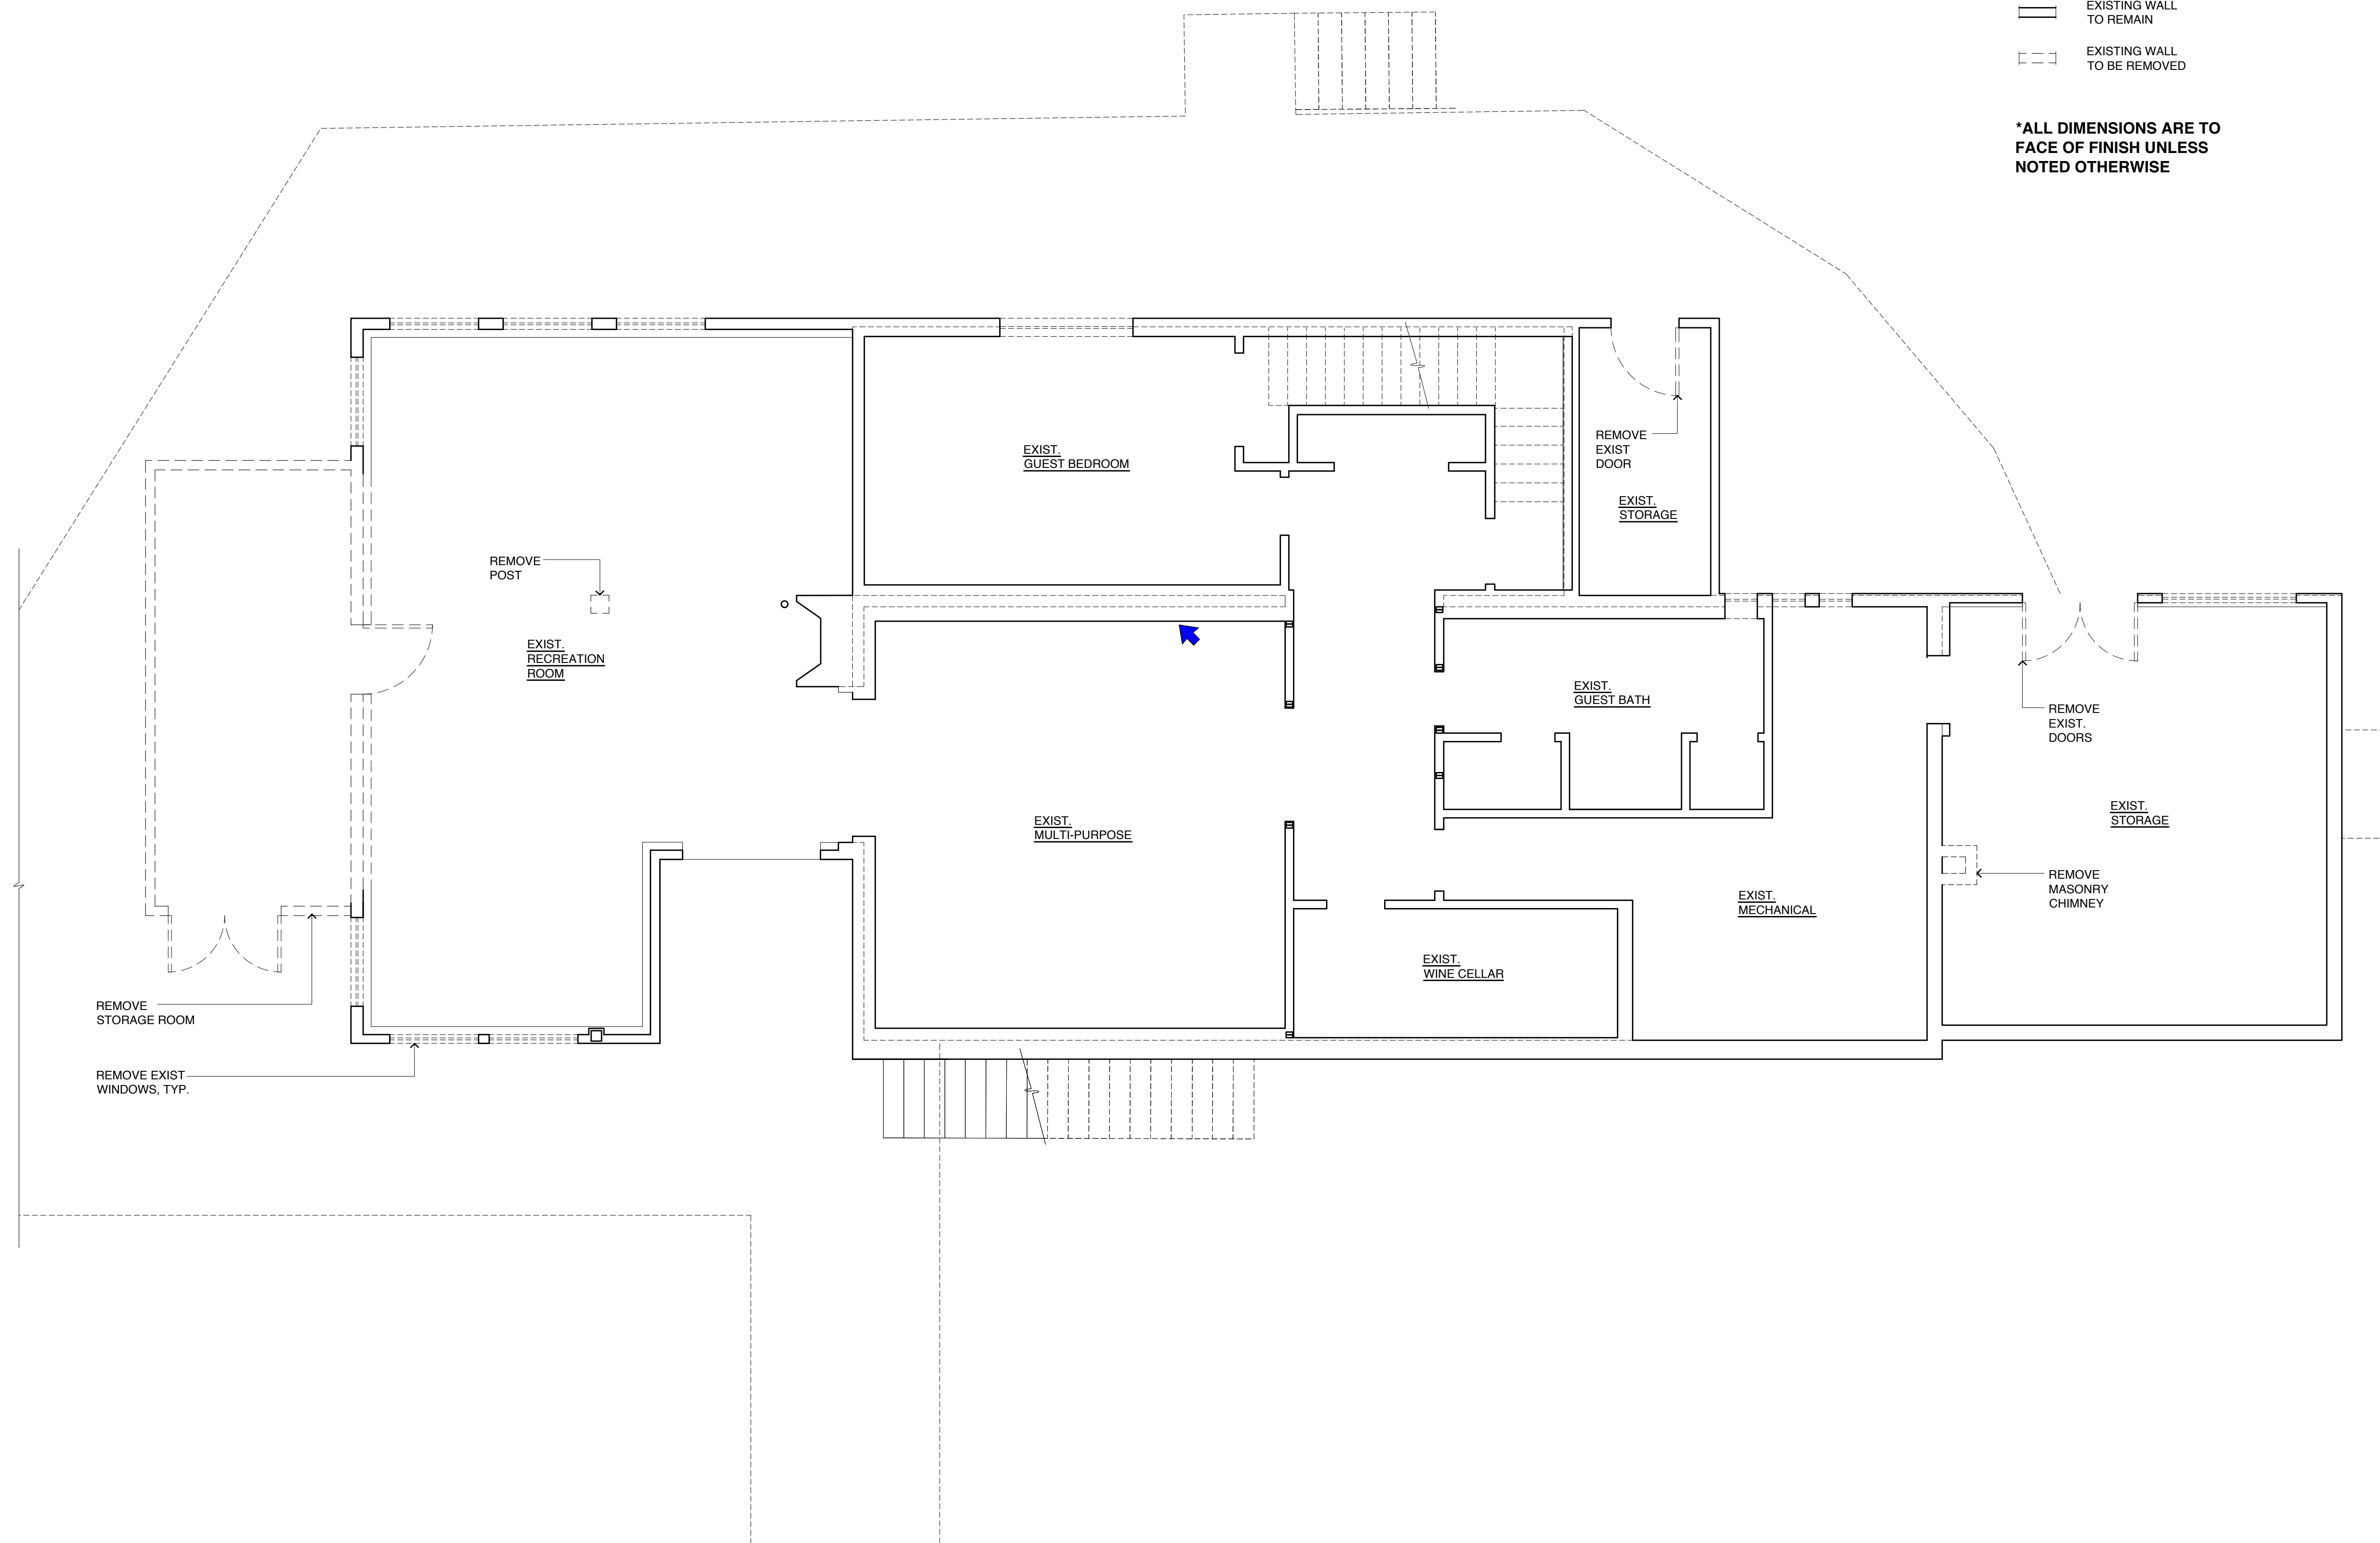 EXISTING WALL
TO REMAIN
EXISTING WALL
TO BE REMOVED
*ALL DIMENSIONS ARE TO
FACE OF FINISH UNLESS
NOTED OTHERWISE
EXIST.
GUEST BEDROOM
REMOVE
EXIST
DOOR
EXIST.
STORAGE
REMOVE
POST
EXIST.
RECREATION
ROOM
EXIST.
GUEST BATH
REMOVE
EXIST.
DOORS
EXIST.
MULTI-PURPOSE
EXIST.
STORAGE
EXIST.
MECHANICAL
REMOVE
MASONRY
CHIMNEY
EXIST.
WINE CELLAR
REMOVE
STORAGE ROOM
REMOVE EXIST
WINDOWS, TYP.